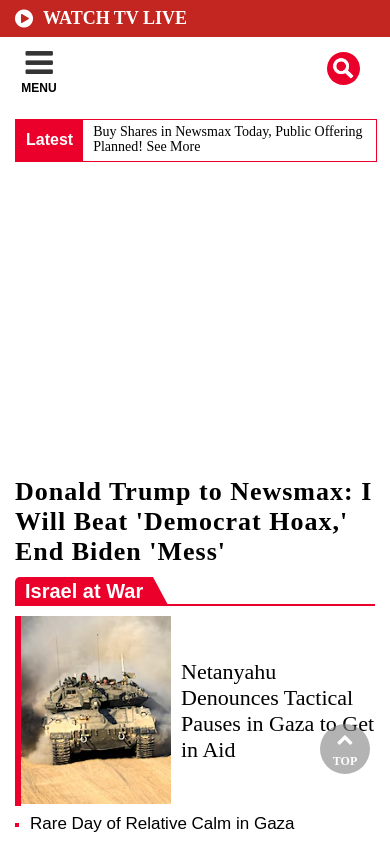 WATCH TV LIVE
MENU
Latest
Buy Shares in Newsmax Today, Public Offering
Planned! See More
Donald Trump to Newsmax: I
Will Beat 'Democrat Hoax,'
End Biden 'Mess'
Israel at War
Netanyahu
Denounces Tactical
Pauses in Gaza to Get
in Aid
TOP
Rare Day of Relative Calm in Gaza